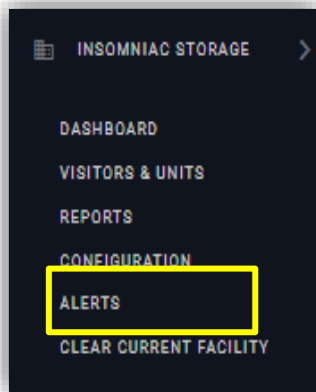 INSOMNIAC STORAGE
DASHBOARD
VISITORS & UNITS
REPORTS
CONFIGURATION
ALERTS
CLEAR CURRENT FACILITY